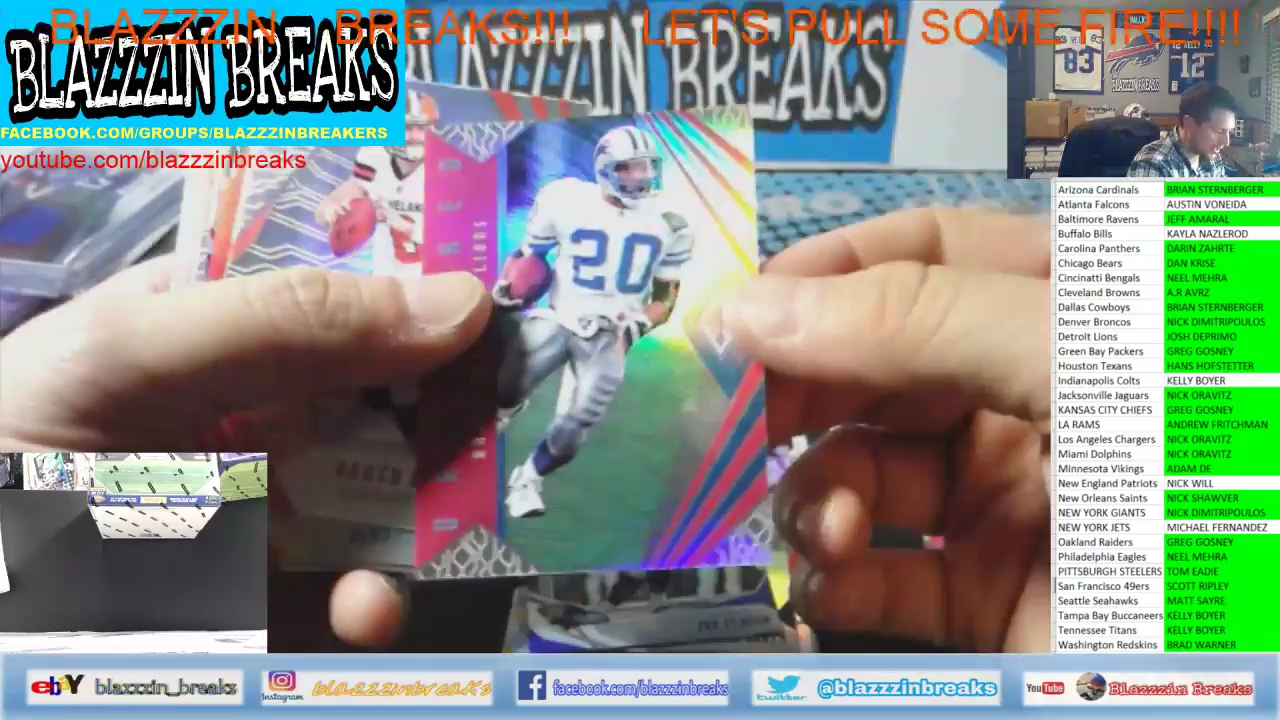 BLAZZZIN BREAKS!!! LET'S PULL SOME FIRE!!!!
BLAZZZIN BREAKS
FACEBOOK.COM/GROUPS/BLAZZZINBREAKERS
youtube.com/blazzzinbreaks
BLAZZZIN BREAKS
83
12
BLAZZZIN BREAKS
20
LIONS
Arizona Cardinals BRIAN STERNBERGER
Atlanta Falcons AUSTIN VONEIDA
Baltimore Ravens JEFF AMARAL
Buffalo Bills KAYLA NAZLEROD
Carolina Panthers DARIN ZAHRTE
Chicago Bears DAN KRISE
Cincinatti Bengals NEEL MEHRA
Cleveland Browns A.R AVRZ
Dallas Cowboys BRIAN STERNBERGER
Denver Broncos NICK DIMITRIPOULOS
Detroit Lions JOSH DEPRIMO
Green Bay Packers GREG GOSNEY
Houston Texans HANS HOFSTETTER
Indianapolis Colts KELLY BOYER
Jacksonville Jaguars NICK ORAVITZ
KANSAS CITY CHIEFS GREG GOSNEY
LA RAMS ANDREW FRITCHMAN
Los Angeles Chargers NICK ORAVITZ
Miami Dolphins NICK ORAVITZ
Minnesota Vikings ADAM DE
New England Patriots NICK WILL
New Orleans Saints NICK SHAWVER
NEW YORK GIANTS NICK DIMITRIPOULOS
NEW YORK JETS MICHAEL FERNANDEZ
Oakland Raiders GREG GOSNEY
Philadelphia Eagles NEEL MEHRA
PITTSBURGH STEELERS TOM EADIE
San Francisco 49ers SCOTT RIPLEY
Seattle Seahawks MATT SAYRE
Tampa Bay Buccaneers KELLY BOYER
Tennessee Titans KELLY BOYER
Washington Redskins BRAD WARNER
ebay blazzzin_breaks
Instagram blazzzinbreaks
facebook.com/blazzzinbreaks
twitter @blazzzinbreaks
YouTube Blazzzin Breaks